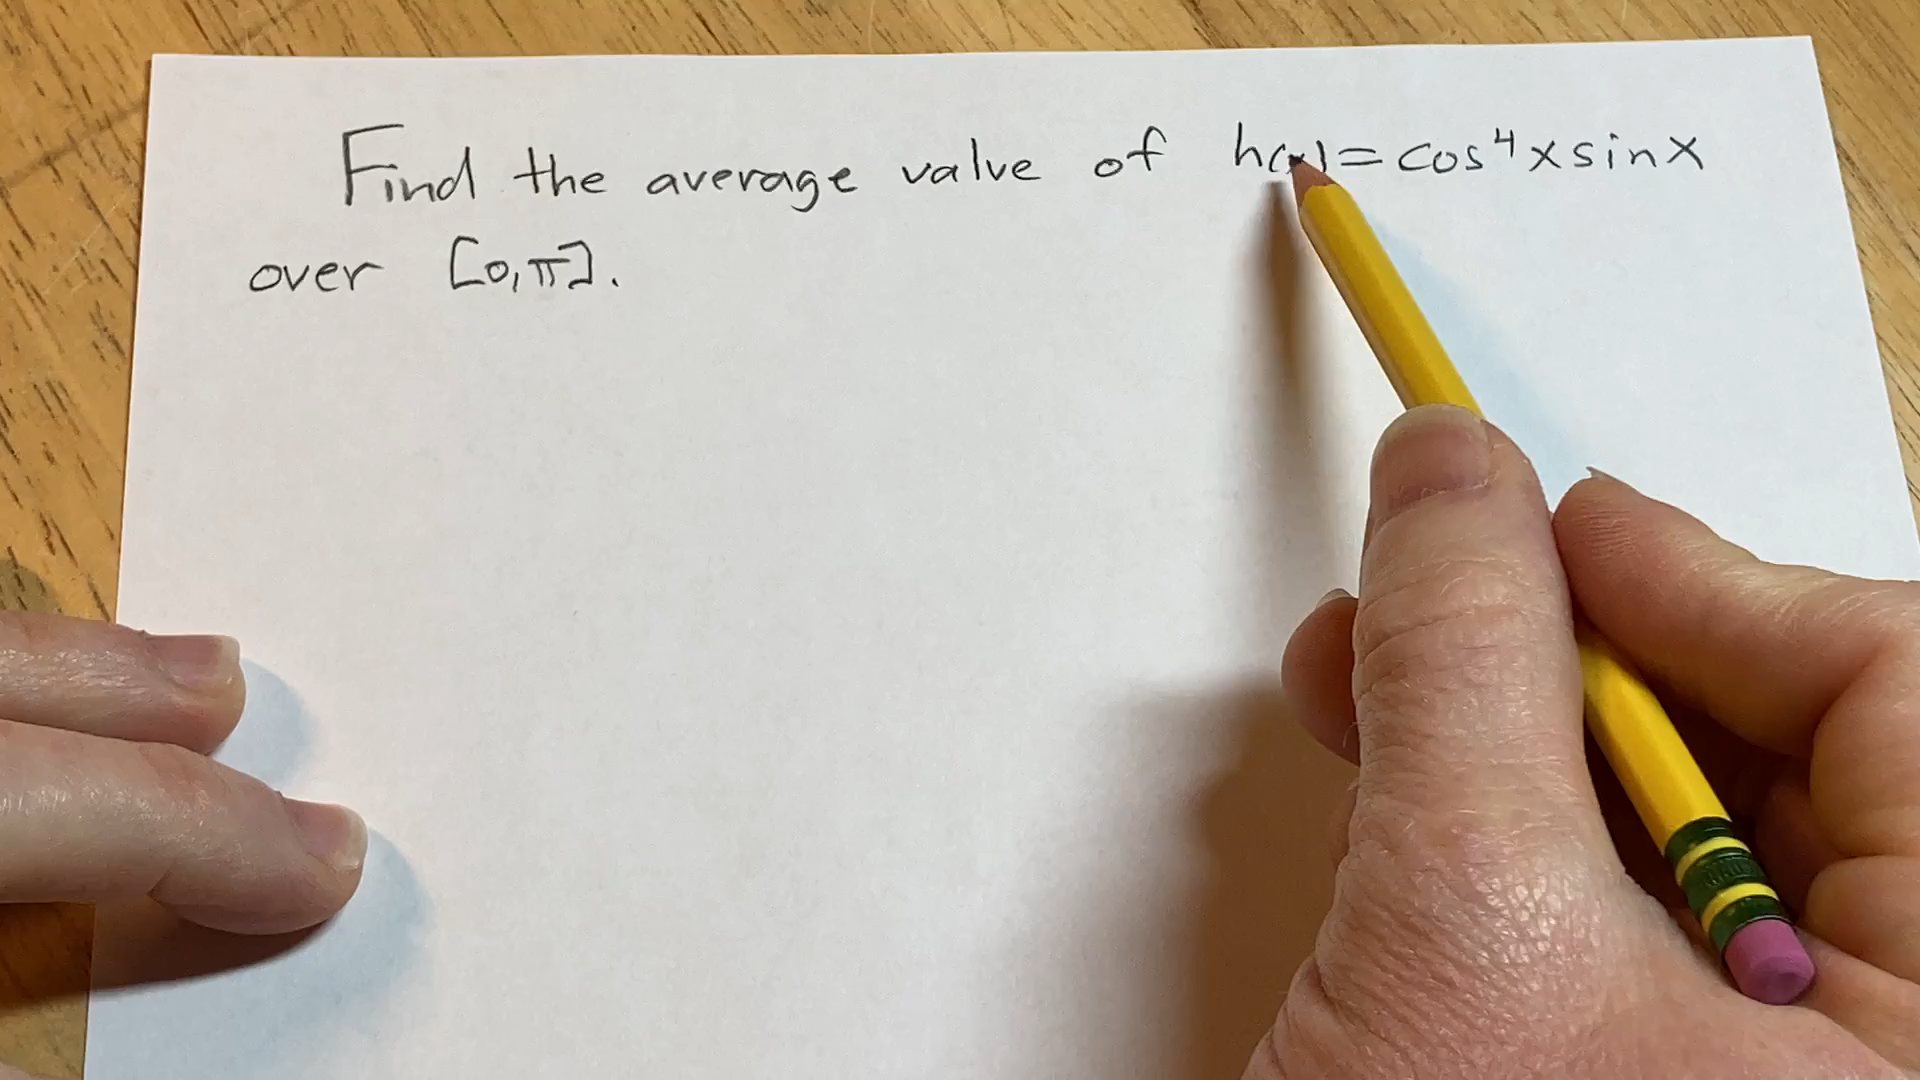 Find the average value of h(x) = cos⁴x sinx
over [0,π].